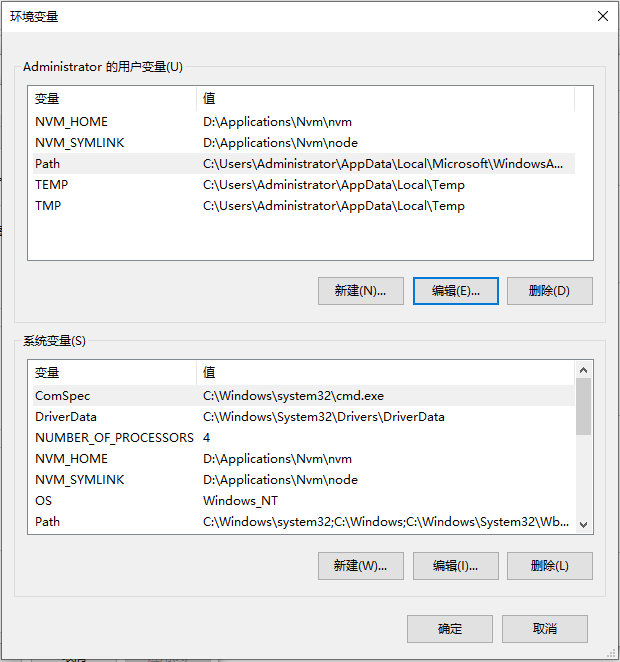 环境变量
Administrator 的用户变量(U)
变量 值
NVM_HOME D:\Applications\Nvm\nvm
NVM_SYMLINK D:\Applications\Nvm\node
Path C:\Users\Administrator\AppData\Local\Microsoft\WindowsA...
TEMP C:\Users\Administrator\AppData\Local\Temp
TMP C:\Users\Administrator\AppData\Local\Temp
新建(N)... 编辑(E)... 删除(D)
系统变量(S)
变量 值
ComSpec C:\Windows\system32\cmd.exe
DriverData C:\Windows\System32\Drivers\DriverData
NUMBER_OF_PROCESSORS 4
NVM_HOME D:\Applications\Nvm\nvm
NVM_SYMLINK D:\Applications\Nvm\node
OS Windows_NT
Path C:\Windows\system32;C:\Windows;C:\Windows\System32\Wb...
新建(W)... 编辑(I)... 删除(L)
确定 取消